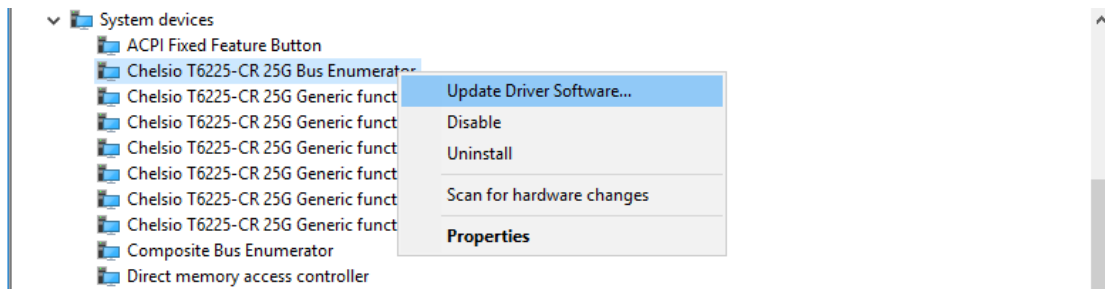 System devices
ACPI Fixed Feature Button
Chelsio T6225-CR 25G Bus Enumerator
Update Driver Software...
Chelsio T6225-CR 25G Generic funct
Chelsio T6225-CR 25G Generic funct
Disable
Chelsio T6225-CR 25G Generic funct
Uninstall
Chelsio T6225-CR 25G Generic funct
Chelsio T6225-CR 25G Generic funct
Scan for hardware changes
Chelsio T6225-CR 25G Generic funct
Properties
Composite Bus Enumerator
Direct memory access controller